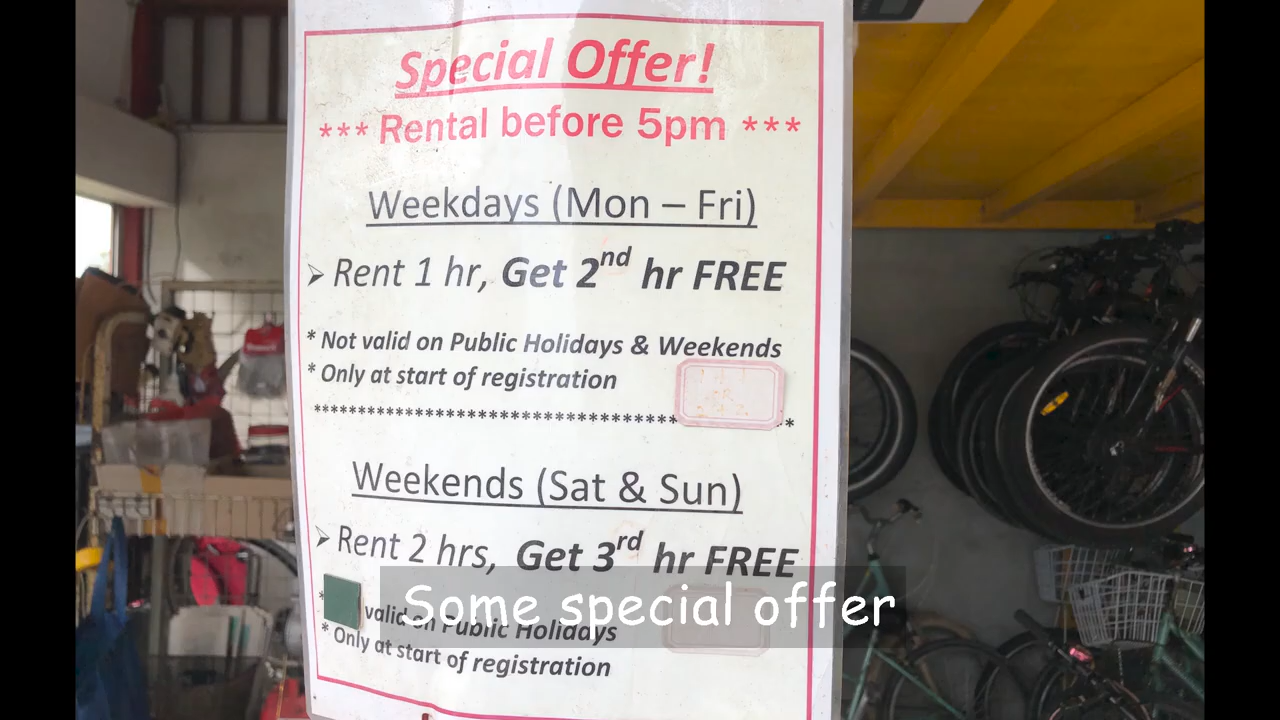 Special Offer!
*** Rental before 5pm ***
Weekdays (Mon – Fri)
➢ Rent 1 hr, Get 2nd hr FREE
* Not valid on Public Holidays & Weekends
* Only at start of registration
****************************************** *
Weekends (Sat & Sun)
➢ Rent 2 hrs, Get 3rd hr FREE
* valid on Public Holidays
Some special offer
* Only at start of registration